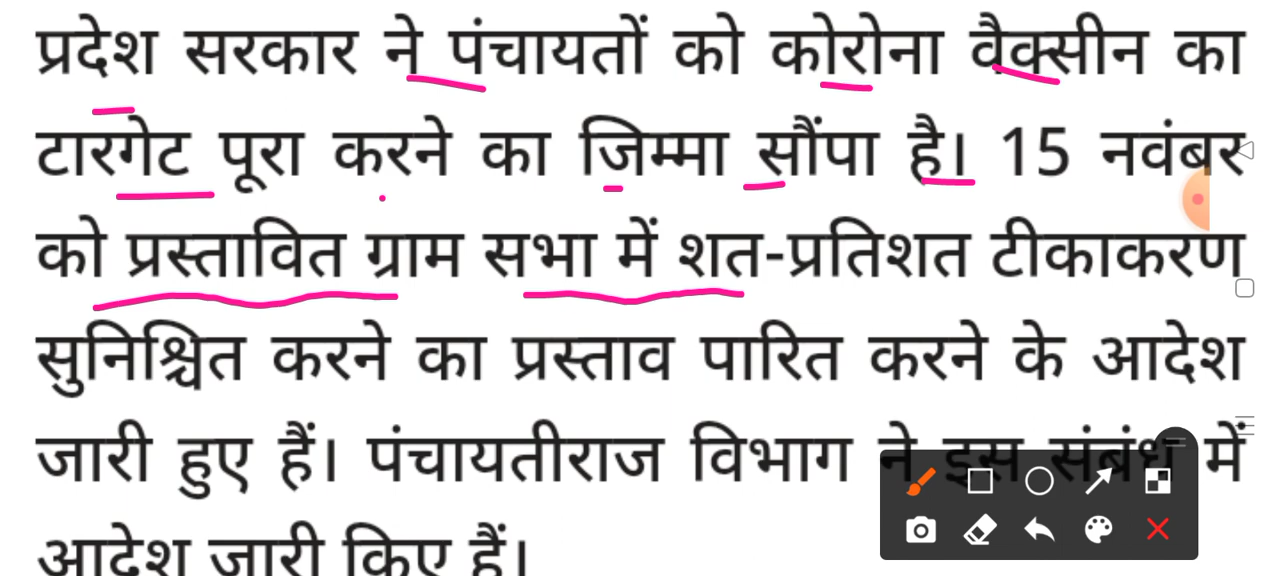 प्रदेश सरकार ने पंचायतों को कोरोना वैक्सीन का
टारगेट पूरा करने का जिम्मा सौंपा है। 15 नवंबर
को प्रस्तावित ग्राम सभा में शत-प्रतिशत टीकाकरण
सुनिश्चित करने का प्रस्ताव पारित करने के आदेश
जारी हुए हैं। पंचायतीराज विभाग ने इस संबंध में
आदेश जारी किए हैं।